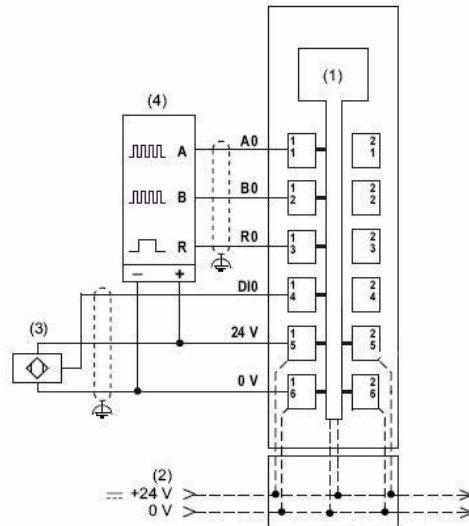 (1)
(4)
A A0 1 1 2 1
B B0 1 2 2 2
R R0 1 3 2 3
– +
DI0 1 4 2 4
(3)
24 V 1 5 2 5
0 V 1 6 2 6
(2)
+24 V
0 V